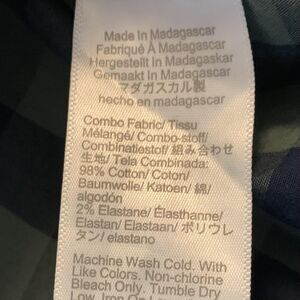 Made In Madagascar
Fabriqué À Madagascar
Hergestellt In Madagaskar
Gemaakt In Madagascar
マダガスカル製
hecho en madagascar
Combo Fabric/ Tissu
Mélangé/ Combo-stoff/
Combinatiestof/ 組み合わせ
生地/ Tela Combinada:
98% Cotton/ Coton/
Baumwolle/ Katoen/ 綿/
algodón
2% Elastane/ Élasthanne/
Elastan/ Elastaan/ ポリウレ
タン/ elastano
Machine Wash Cold. With
Like Colors. Non-chlorine
Bleach Only. Tumble Dry
Low. Iron On L